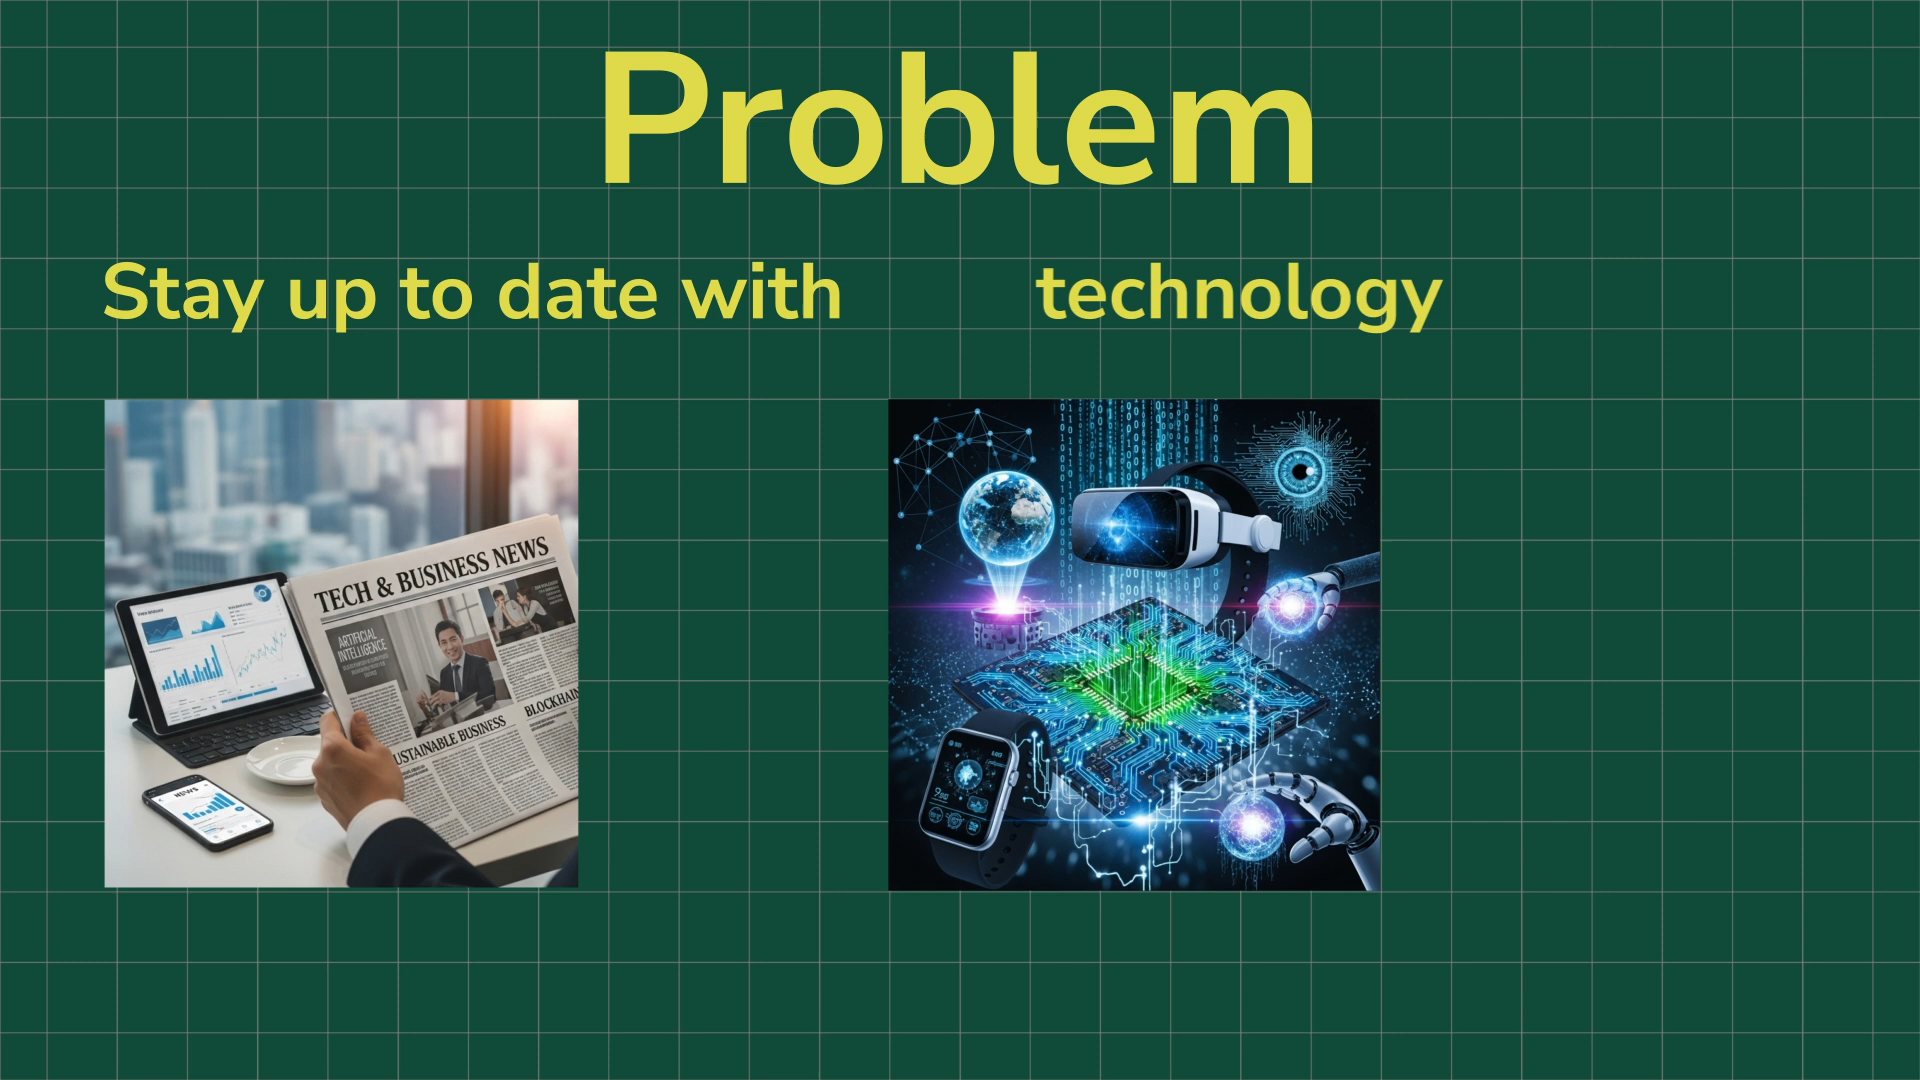 Problem
Stay up to date with technology
TECH & BUSINESS NEWS
ARTIFICIAL
INTELLIGENCE
USTAINABLE BUSINESS
BLOCKHAIN
NEWS